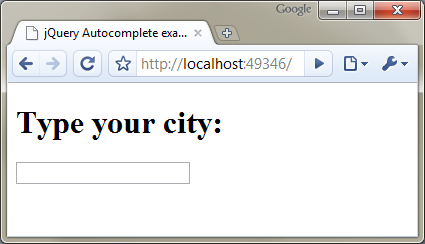 Google
jQuery Autocomplete exa...
http://localhost:49346/
Type your city: